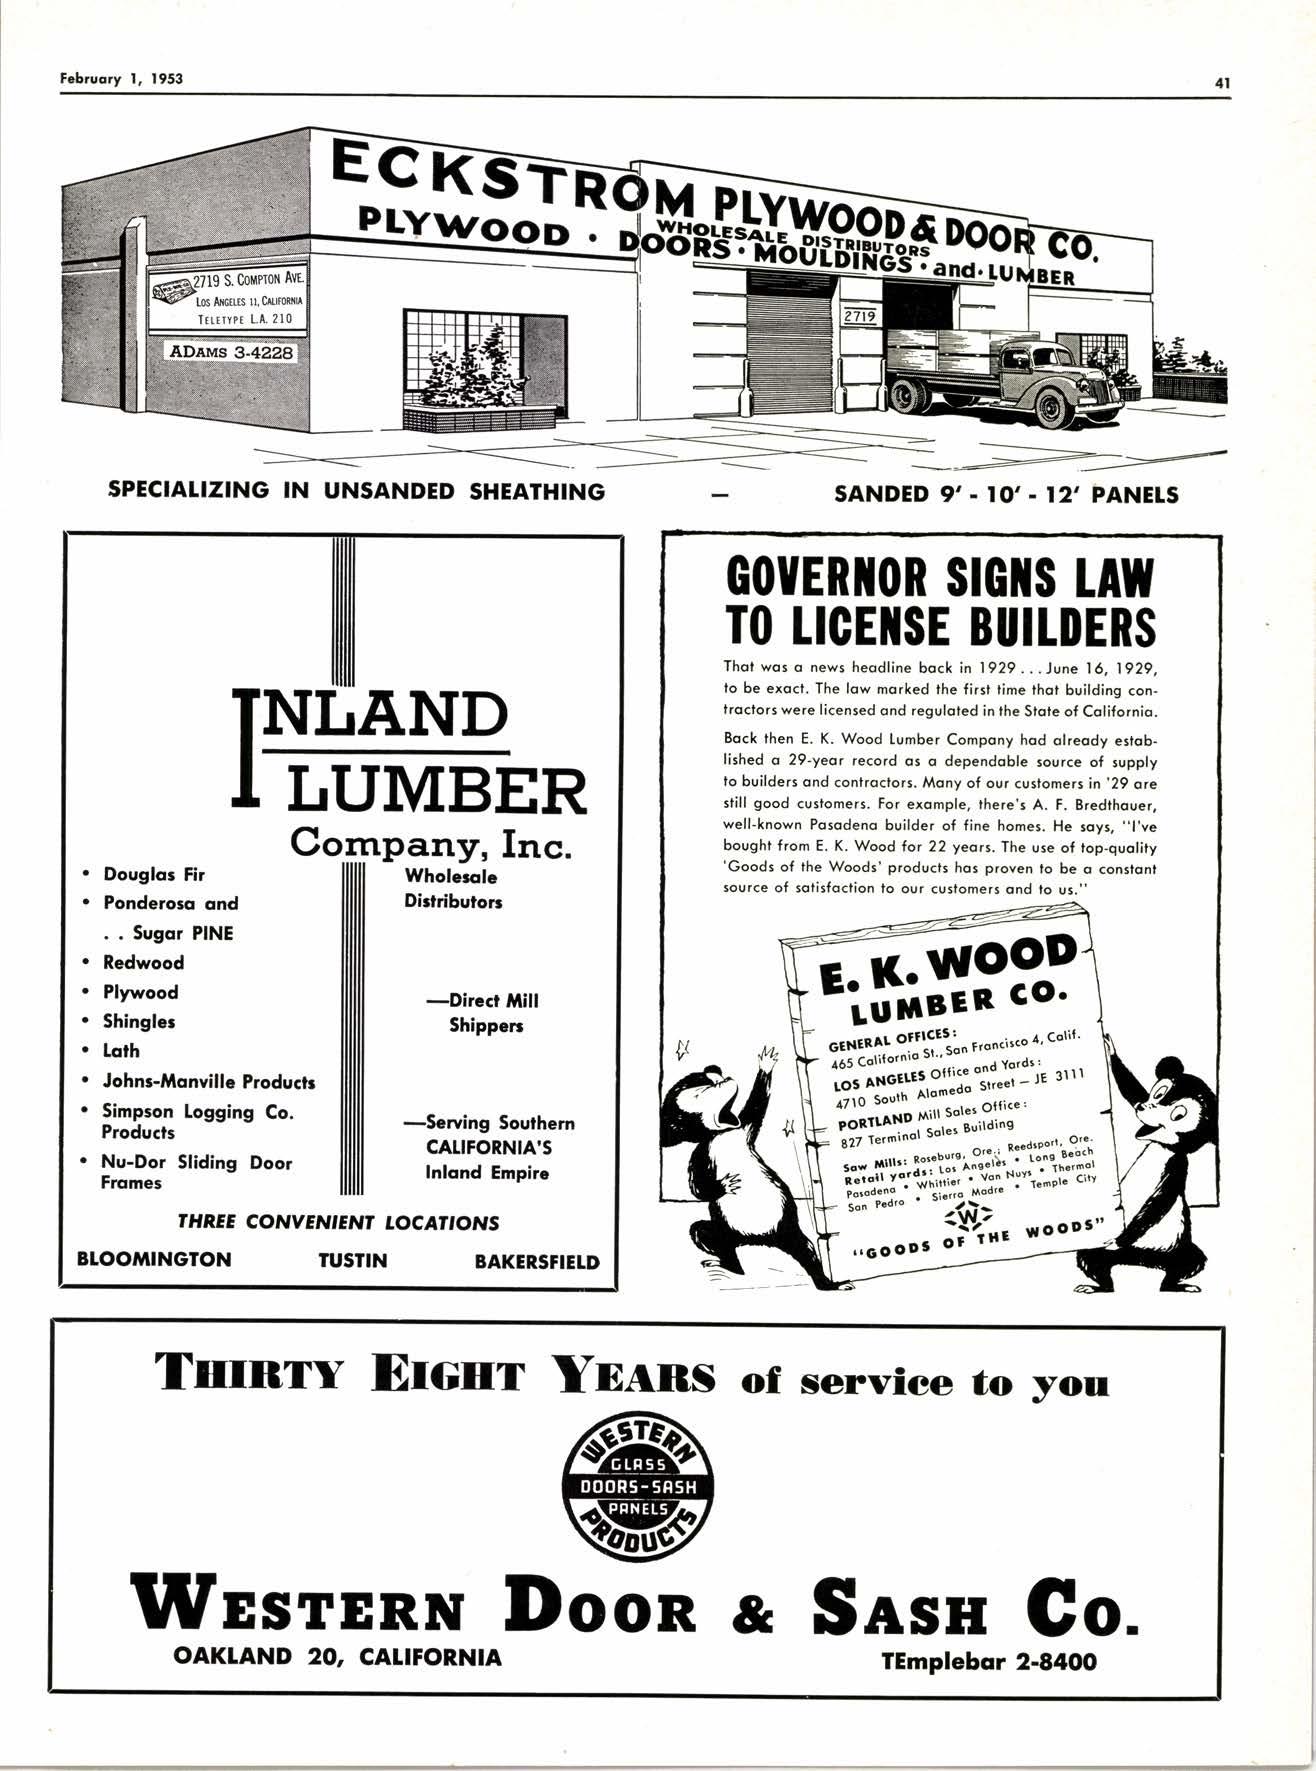 February 1, 1953
41
ECKSTROM PLYWOOD & DOOR CO.
WHOLESALE DISTRIBUTORS
PLYWOOD • DOORS • MOULDINGS • and • LUMBER
2719 S. COMPTON AVE.
LOS ANGELES 11, CALIFORNIA
TELETYPE L.A. 210
ADAMS 3-4228
2719
SPECIALIZING IN UNSANDED SHEATHING — SANDED 9' - 10' - 12' PANELS
INLAND
LUMBER
Company, Inc.
• Douglas Fir
• Ponderosa and
. . Sugar PINE
• Redwood
• Plywood
• Shingles
• Lath
• Johns-Manville Products
• Simpson Logging Co.
Products
• Nu-Dor Sliding Door
Frames
Wholesale
Distributors
—Direct Mill
Shippers
—Serving Southern
CALIFORNIA'S
Inland Empire
THREE CONVENIENT LOCATIONS
BLOOMINGTON TUSTIN BAKERSFIELD
GOVERNOR SIGNS LAW
TO LICENSE BUILDERS
That was a news headline back in 1929 . . . June 16, 1929,
to be exact. The law marked the first time that building con-
tractors were licensed and regulated in the State of California.
Back then E. K. Wood Lumber Company had already estab-
lished a 29-year record as a dependable source of supply
to builders and contractors. Many of our customers in '29 are
still good customers. For example, there's A. F. Bredthauer,
well-known Pasadena builder of fine homes. He says, "I've
bought from E. K. Wood for 22 years. The use of top-quality
'Goods of the Woods' products has proven to be a constant
source of satisfaction to our customers and to us."
E. K. WOOD
LUMBER CO.
GENERAL OFFICES:
465 California St., San Francisco 4, Calif.
LOS ANGELES Office and Yards:
4710 South Alameda Street — JE 3111
PORTLAND Mill Sales Office:
827 Terminal Sales Building
Saw Mills: Roseburg, Ore.; Reedsport, Ore.
Retail yards: Los Angeles • Long Beach
Pasadena • Whittier • Van Nuys • Thermal
San Pedro • Sierra Madre • Temple City
W
"GOODS OF THE WOODS"
THIRTY EIGHT YEARS of service to you
WESTERN
GLASS
DOORS-SASH
PANELS
PRODUCTS
WESTERN DOOR & SASH CO.
OAKLAND 20, CALIFORNIA TEmplebar 2-8400